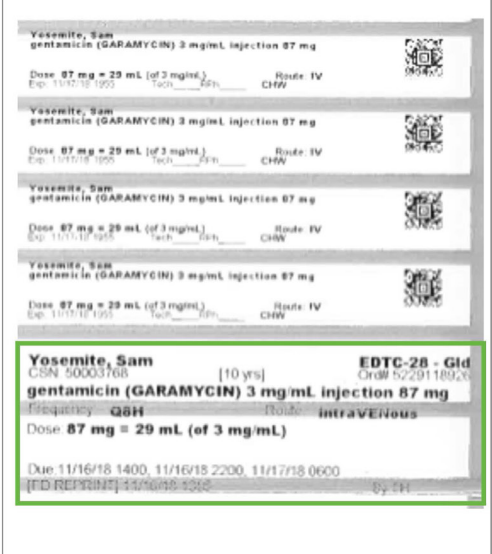 Yosemite, Sam
gentamicin (GARAMYCIN) 3 mg/mL injection 87 mg
Dose: 87 mg = 29 mL (of 3 mg/mL) Route: IV
Exp: 11/17/18 1955 Tech____RPh____ CHW
Yosemite, Sam
gentamicin (GARAMYCIN) 3 mg/mL injection 87 mg
Dose: 87 mg = 29 mL (of 3 mg/mL) Route: IV
Exp: 11/17/18 1955 Tech____RPh____ CHW
Yosemite, Sam
gentamicin (GARAMYCIN) 3 mg/mL injection 87 mg
Dose: 87 mg = 29 mL (of 3 mg/mL) Route: IV
Exp: 11/17/18 1955 Tech____RPh____ CHW
Yosemite, Sam
gentamicin (GARAMYCIN) 3 mg/mL injection 87 mg
Dose: 87 mg = 29 mL (of 3 mg/mL) Route: IV
Exp: 11/17/18 1955 Tech____RPh____ CHW
Yosemite, Sam EDTC-28 - Gld
CSN: 50003768 [10 yrs] Ord# 5229118926
gentamicin (GARAMYCIN) 3 mg/mL injection 87 mg
Frequency: Q8H Route: intraVENous
Dose: 87 mg = 29 mL (of 3 mg/mL)
Due: 11/16/18 1400, 11/16/18 2200, 11/17/18 0600
[ED REPRINT] 11/16/18 By